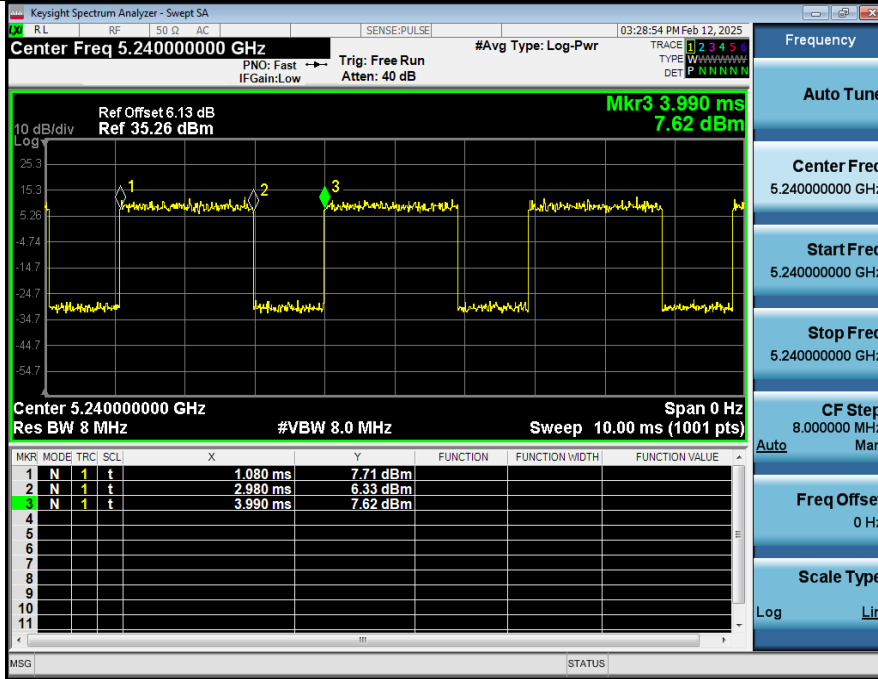 Keysight Spectrum Analyzer - Swept SA
LXI RL RF 50 Ω AC SENSE:PULSE 03:28:54 PM Feb 12, 2025
Center Freq 5.240000000 GHz
PNO: Fast
IFGain:Low
Trig: Free Run
Atten: 40 dB
#Avg Type: Log-Pwr
TRACE 1 2 3 4 5 6
TYPE WWWWWW
DET P N N N N N
Ref Offset 6.13 dB
10 dB/div Ref 35.26 dBm
Log
Mkr3 3.990 ms
7.62 dBm
25.3
15.3
5.26
-4.74
-14.7
-24.7
-34.7
-44.7
-54.7
1
2
3
Center 5.240000000 GHz Span 0 Hz
Res BW 8 MHz #VBW 8.0 MHz Sweep 10.00 ms (1001 pts)
MKR MODE TRC SCL X Y FUNCTION FUNCTION WIDTH FUNCTION VALUE
1 N 1 t 1.080 ms 7.71 dBm
2 N 1 t 2.980 ms 6.33 dBm
3 N 1 t 3.990 ms 7.62 dBm
4
5
6
7
8
9
10
11
MSG STATUS
Frequency
Auto Tune
Center Freq
5.240000000 GHz
Start Freq
5.240000000 GHz
Stop Freq
5.240000000 GHz
CF Step
8.000000 MHz
Auto Man
Freq Offset
0 Hz
Scale Type
Log Lin